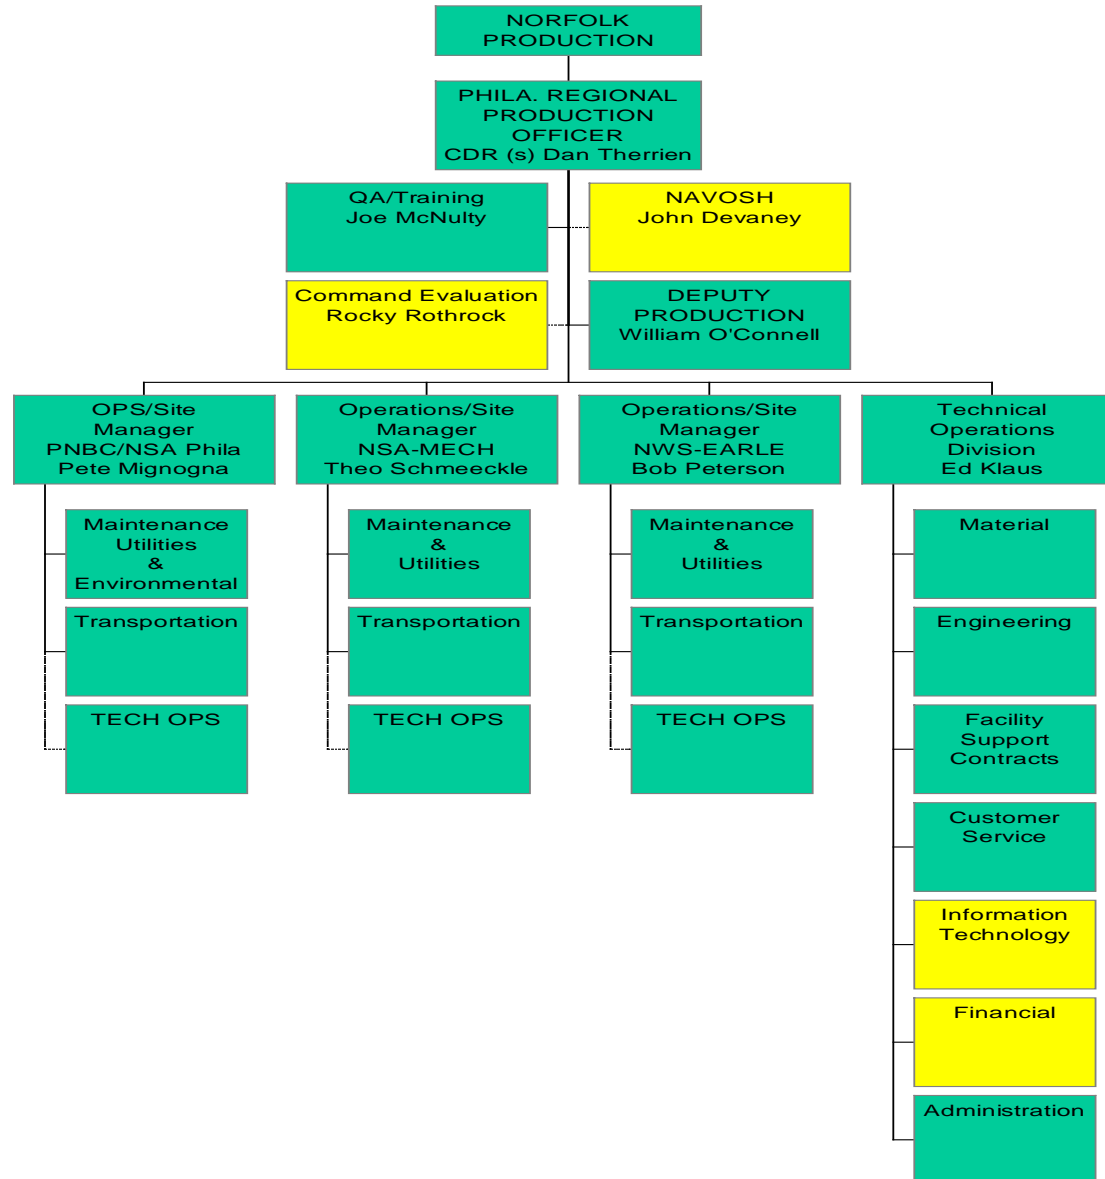 NORFOLK
PRODUCTION
PHILA. REGIONAL
PRODUCTION
OFFICER
CDR (s) Dan Therrien
QA/Training
Joe McNulty
NAVOSH
John Devaney
Command Evaluation
Rocky Rothrock
DEPUTY
PRODUCTION
William O'Connell
OPS/Site
Manager
PNBC/NSA Phila
Pete Mignogna
Operations/Site
Manager
NSA-MECH
Theo Schmeeckle
Operations/Site
Manager
NWS-EARLE
Bob Peterson
Technical
Operations
Division
Ed Klaus
Maintenance
Utilities
&
Environmental
Transportation
TECH OPS
Maintenance
&
Utilities
Transportation
TECH OPS
Maintenance
&
Utilities
Transportation
TECH OPS
Material
Engineering
Facility
Support
Contracts
Customer
Service
Information
Technology
Financial
Administration